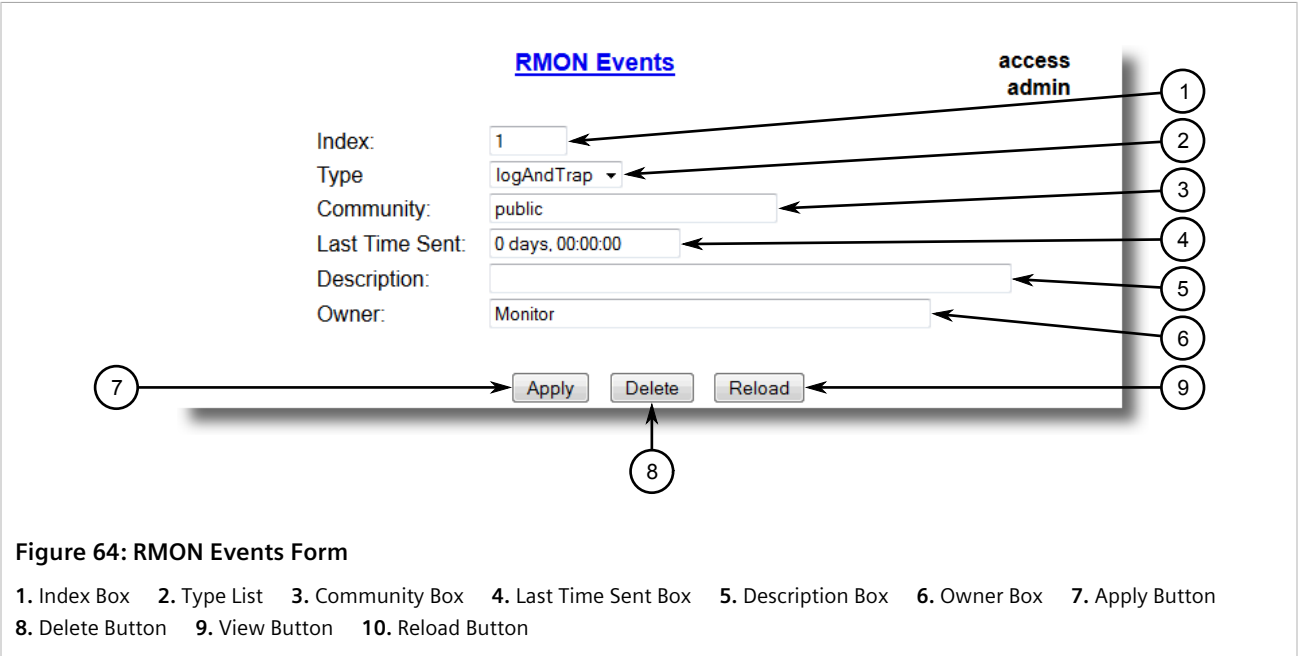 RMON Events
access
admin
1
Index: 1
2
Type logAndTrap
3
Community: public
4
Last Time Sent: 0 days, 00:00:00
5
Description:
Owner: Monitor
6
7
Apply Delete Reload
9
8
Figure 64: RMON Events Form
1. Index Box 2. Type List 3. Community Box 4. Last Time Sent Box 5. Description Box 6. Owner Box 7. Apply Button
8. Delete Button 9. View Button 10. Reload Button